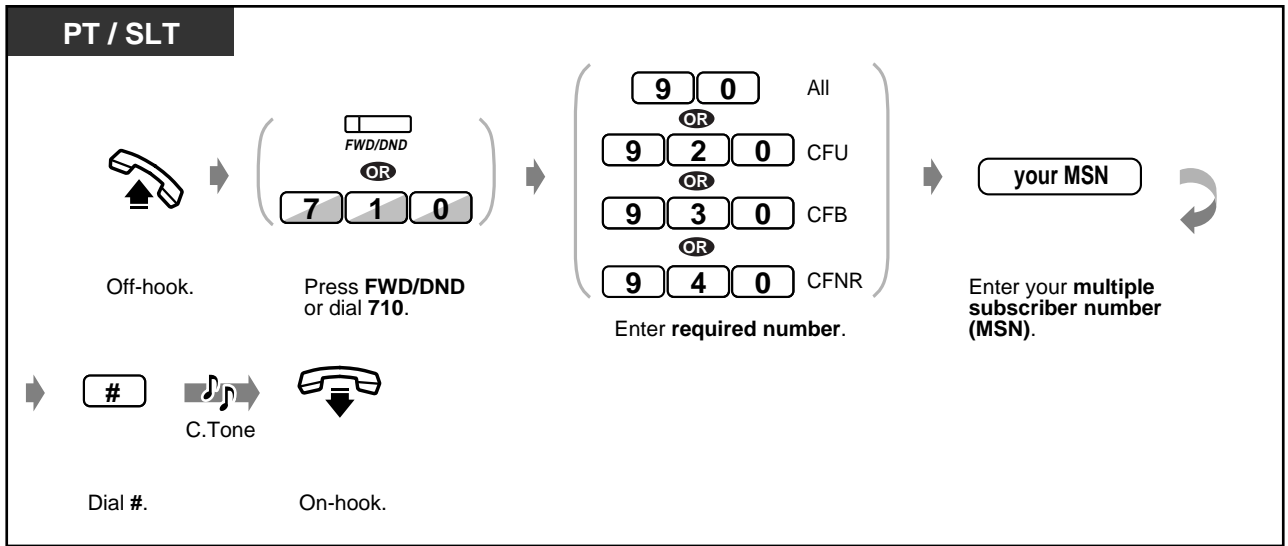 PT / SLT
FWD/DND
OR
7 1 0
9 0 All
OR
9 2 0 CFU
OR
9 3 0 CFB
OR
9 4 0 CFNR
your MSN
Off-hook.
Press FWD/DND
or dial 710.
Enter required number.
Enter your multiple
subscriber number
(MSN).
#
C.Tone
Dial #.
On-hook.